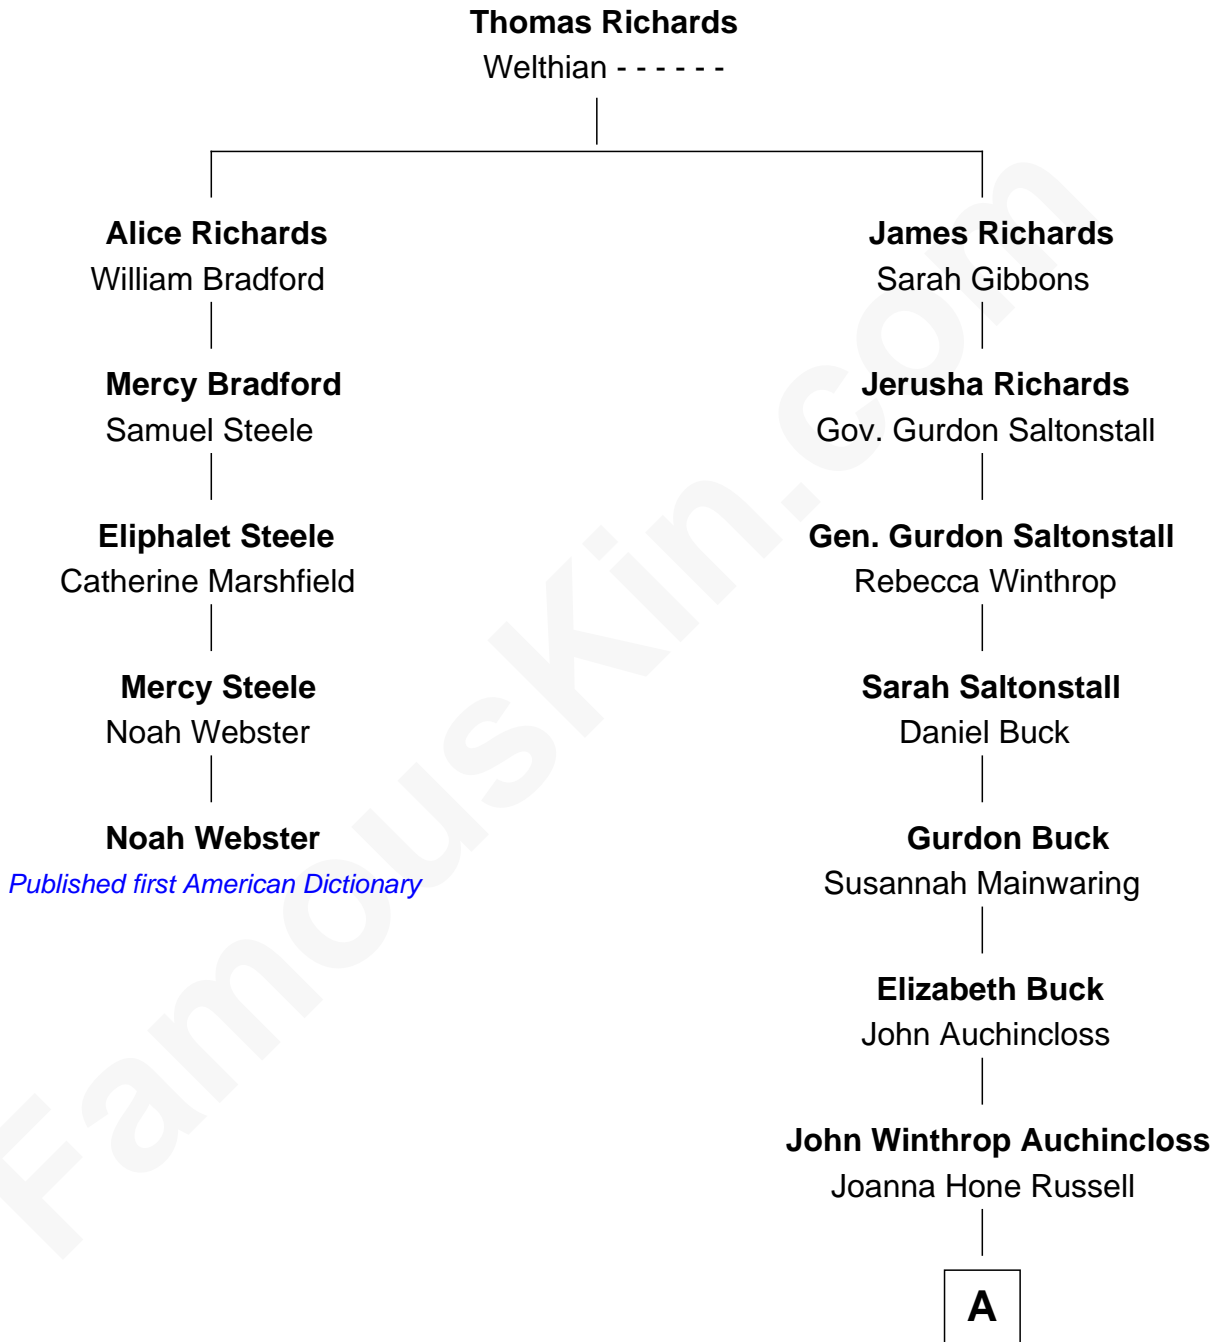 Thomas Richards
Welthian - - - - - -
Alice Richards
William Bradford
Mercy Bradford
Samuel Steele
Eliphalet Steele
Catherine Marshfield
Mercy Steele
Noah Webster
Noah Webster
Published first American Dictionary
James Richards
Sarah Gibbons
Jerusha Richards
Gov. Gurdon Saltonstall
Gen. Gurdon Saltonstall
Rebecca Winthrop
Sarah Saltonstall
Daniel Buck
Gurdon Buck
Susannah Mainwaring
Elizabeth Buck
John Auchincloss
John Winthrop Auchincloss
Joanna Hone Russell
A
FamousKin.com